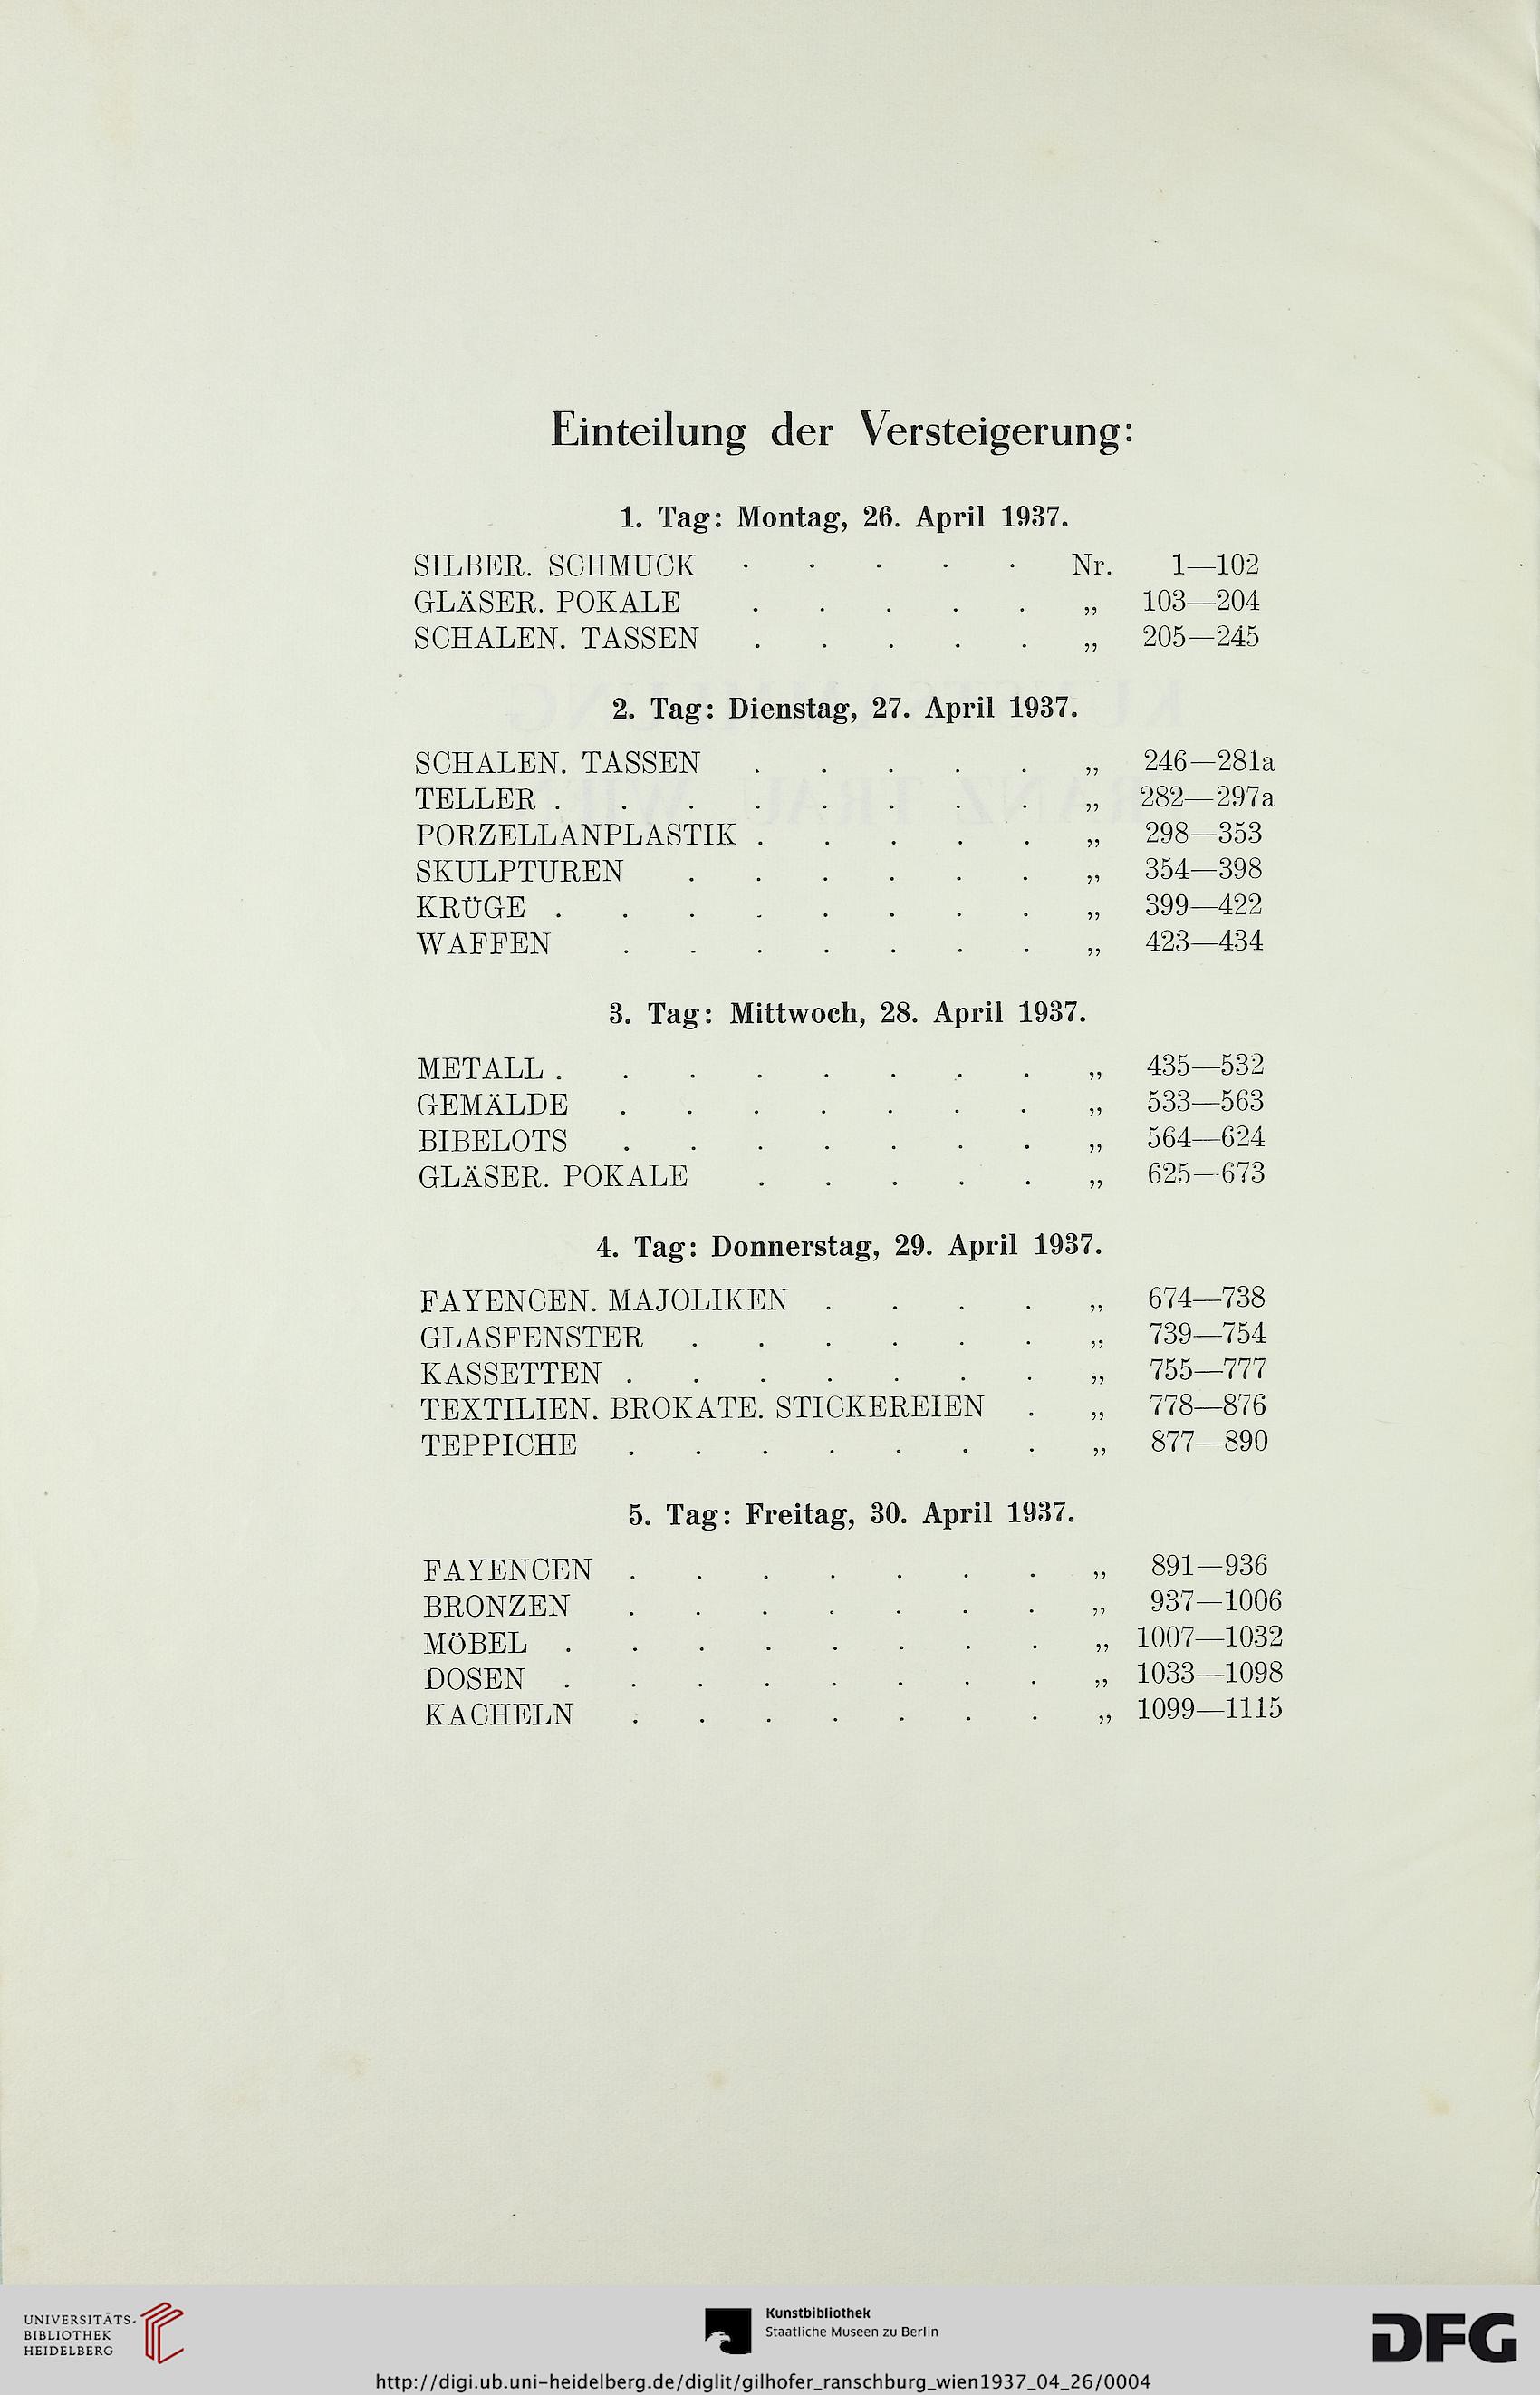 Einteilung der Versteigerung:
1. Tag: Montag, 26. April 1937.
SILBER. SCHMUCK . . . . . Nr. 1—102
GLÄSER. POKALE . . . . . „ 103—204
SCHALEN. TASSEN . . . . . „ 205—245
2. Tag: Dienstag, 27. April 1937.
SCHALEN. TASSEN . . . . . „ 246—281a
TELLER . . . . . . . . „ 282—297a
PORZELLANPLASTIK . . . . . „ 298—353
SKULPTUREN . . . . . . „ 354—398
KRÜGE . . . . . . . . „ 399—422
WAFFEN . . . . . . . „ 423—434
3. Tag: Mittwoch, 28. April 1937.
METALL . . . . . . . . „ 435—532
GEMÄLDE . . . . . . . „ 533—563
BIBELOTS . . . . . . . „ 564—624
GLÄSER. POKALE . . . . . „ 625—673
4. Tag: Donnerstag, 29. April 1937.
FAYENCEN. MAJOLIKEN . . . . „ 674—738
GLASFENSTER . . . . . . „ 739—754
KASSETTEN . . . . . . . „ 755—777
TEXTILIEN. BROKATE. STICKEREIEN . „ 778—876
TEPPICHE . . . . . . . „ 877—890
5. Tag: Freitag, 30. April 1937.
FAYENCEN . . . . . . . „ 891—936
BRONZEN . . . . . . . „ 937—1006
MÖBEL . . . . . . . . „ 1007—1032
DOSEN . . . . . . . . „ 1033—1098
KACHELN . . . . . . . „ 1099—1115
UNIVERSITÄTS-
BIBLIOTHEK
HEIDELBERG
Kunstbibliothek
Staatliche Museen zu Berlin
DFG
http://digi.ub.uni-heidelberg.de/diglit/gilhofer_ranschburg_wien1937_04_26/0004